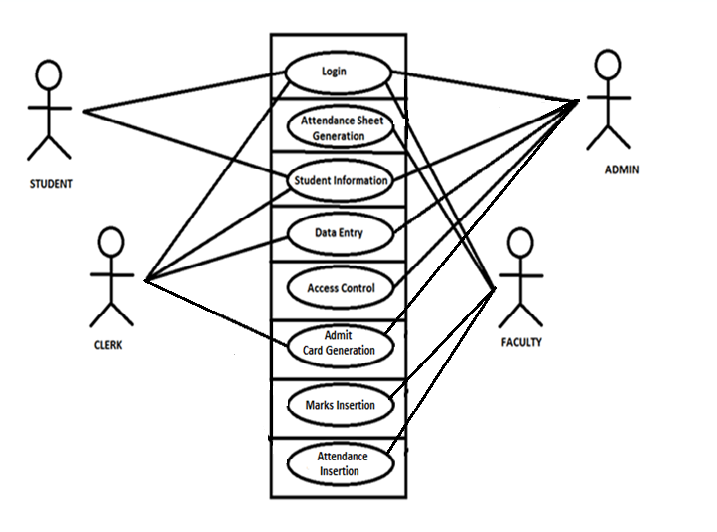 Login
Attendance Sheet
Generation
Student Information
Data Entry
Access Control
Admit
Card Generation
Marks Insertion
Attendance
Insertion
STUDENT
CLERK
ADMIN
FACULTY